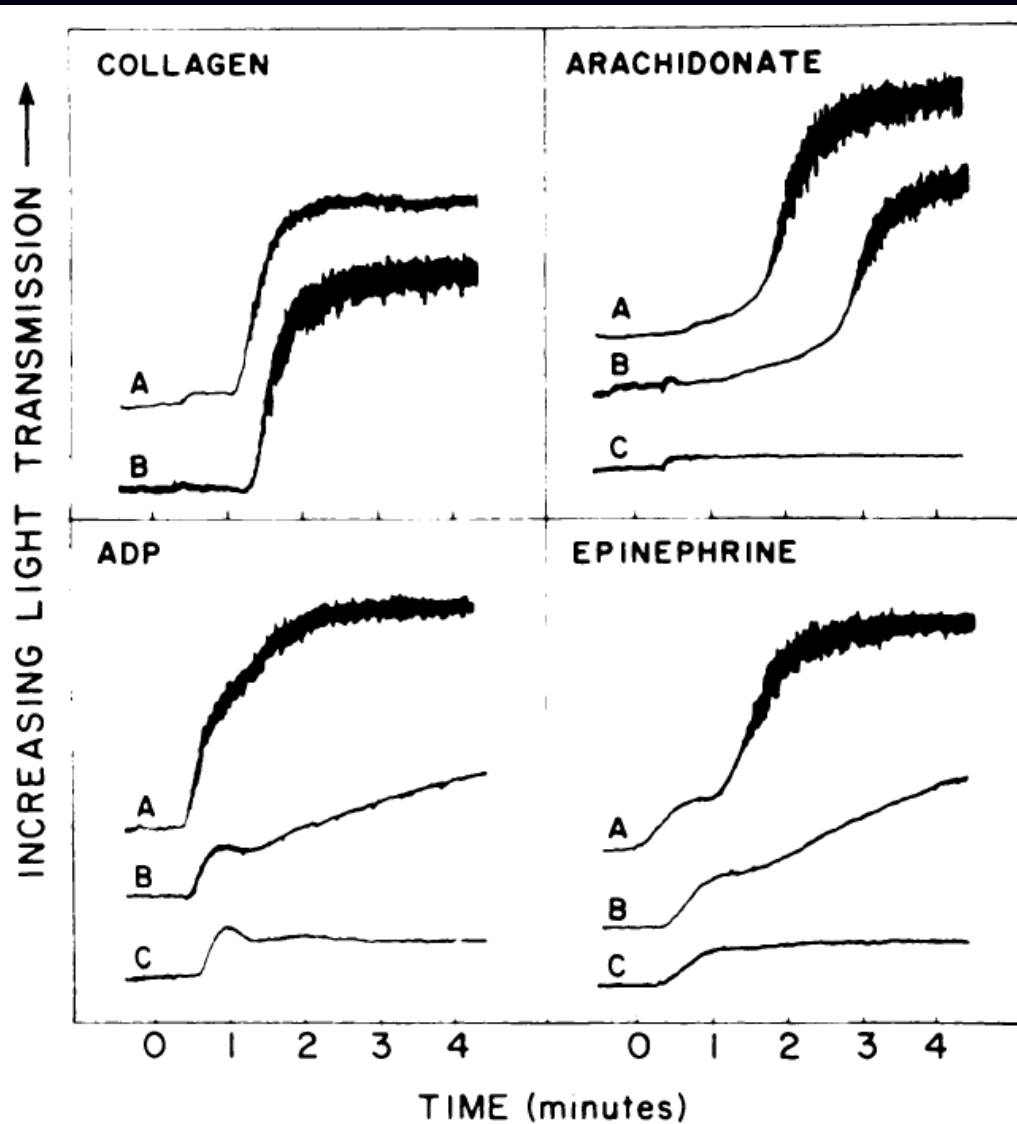 INCREASING LIGHT TRANSMISSION
COLLAGEN
A
B
ARACHIDONATE
A
B
C
ADP
A
B
C
EPINEPHRINE
A
B
C
0 1 2 3 4
0 1 2 3 4
TIME (minutes)